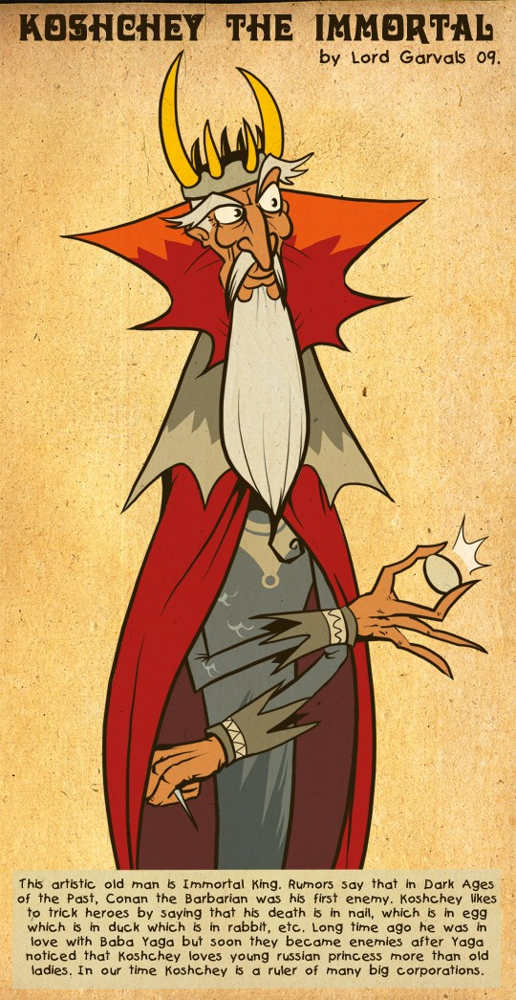 KOSHCHEY THE IMMORTAL
by Lord Garvals 09.
This artistic old man is Immortal King. Rumors say that in Dark Ages
of the Past, Conan the Barbarian was his first enemy. Koshchey likes
to trick heroes by saying that his death is in nail, which is in egg
which is in duck which is in rabbit, etc. Long time ago he was in
love with Baba Yaga but soon they became enemies after Yaga
noticed that Koshchey loves young russian princess more than old
ladies. In our time Koshchey is a ruler of many big corporations.